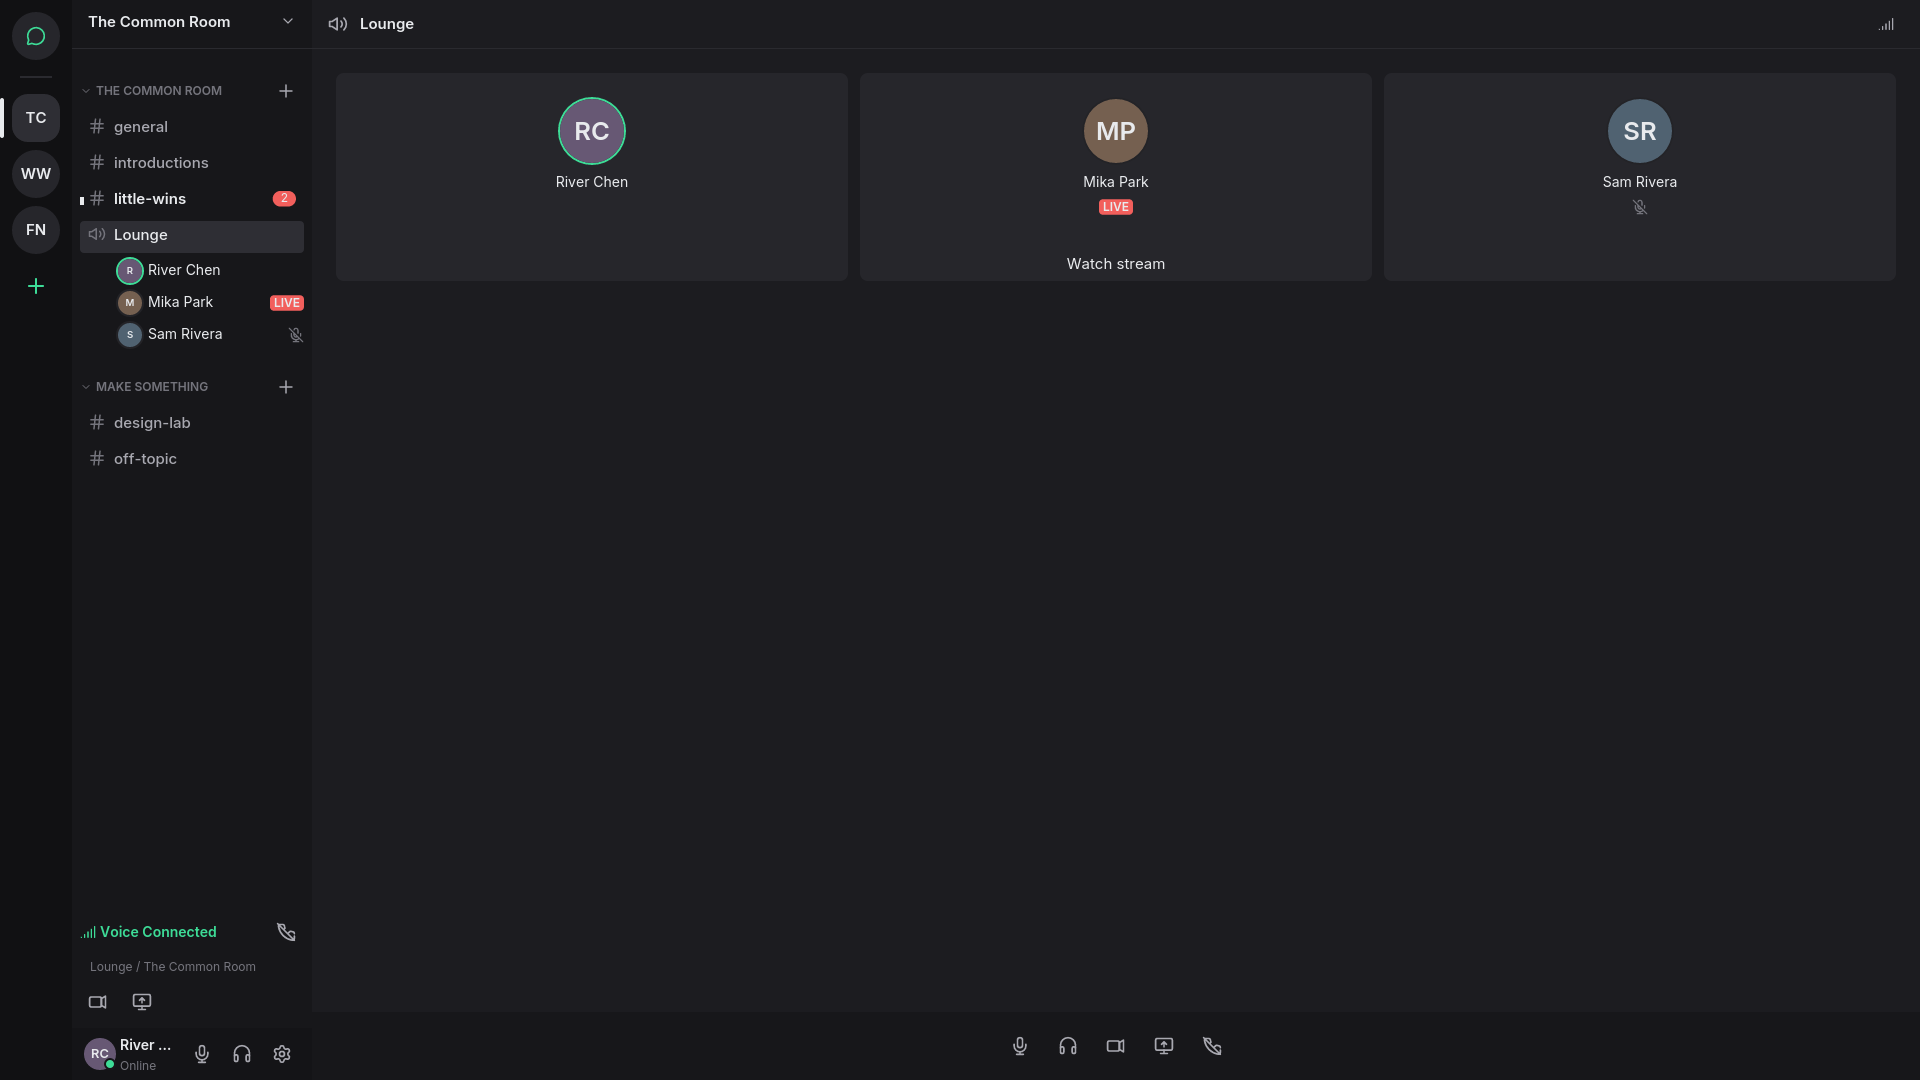 The Common Room
TC
WW
FN
THE COMMON ROOM
general
introductions
little-wins
2
Lounge
R
River Chen
M
Mika Park
LIVE
S
Sam Rivera
MAKE SOMETHING
design-lab
off-topic
Voice Connected
Lounge / The Common Room
RC
River ...
Online
Lounge
RC
River Chen
MP
Mika Park
LIVE
Watch stream
SR
Sam Rivera